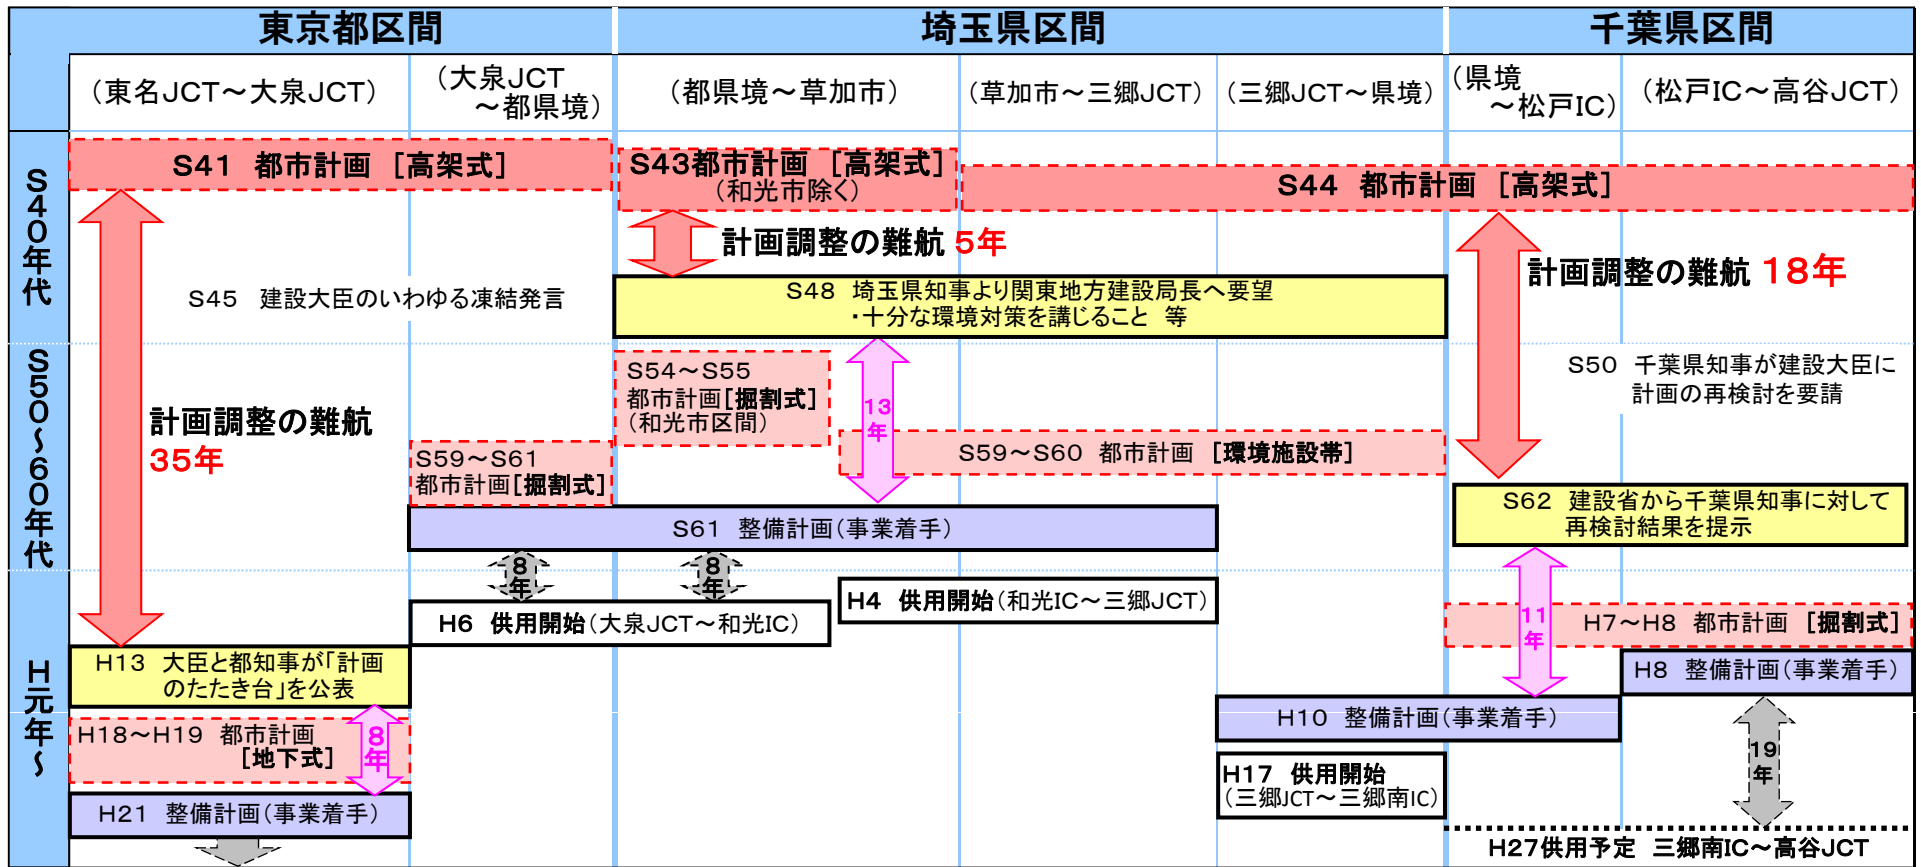 東京都区間
埼玉県区間
千葉県区間
(東名JCT～大泉JCT)
(大泉JCT
～都県境)
(都県境～草加市)
(草加市～三郷JCT)
(三郷JCT～県境)
(県境
～松戸IC)
(松戸IC～高谷JCT)
S40年代
S41 都市計画 [高架式]
S43都市計画 [高架式]
(和光市除く)
S44 都市計画 [高架式]
計画調整の難航 5年
計画調整の難航 18年
S45 建設大臣のいわゆる凍結発言
S48 埼玉県知事より関東地方建設局長へ要望
・十分な環境対策を講じること 等
S50～60年代
S50 千葉県知事が建設大臣に
計画の再検討を要請
計画調整の難航
35年
S54～S55
都市計画[掘割式]
(和光市区間)
13年
S59～S61
都市計画[掘割式]
S59～S60 都市計画 [環境施設帯]
S62 建設省から千葉県知事に対して
再検討結果を提示
S61 整備計画(事業着手)
8年
8年
H元年～
H4 供用開始(和光IC～三郷JCT)
H6 供用開始(大泉JCT～和光IC)
11年
H7～H8 都市計画 [掘割式]
H13 大臣と都知事が「計画
のたたき台」を公表
H8 整備計画(事業着手)
H10 整備計画(事業着手)
H18～H19 都市計画
[地下式]
8年
19年
H17 供用開始
(三郷JCT～三郷南IC)
H21 整備計画(事業着手)
H27供用予定 三郷南IC～高谷JCT